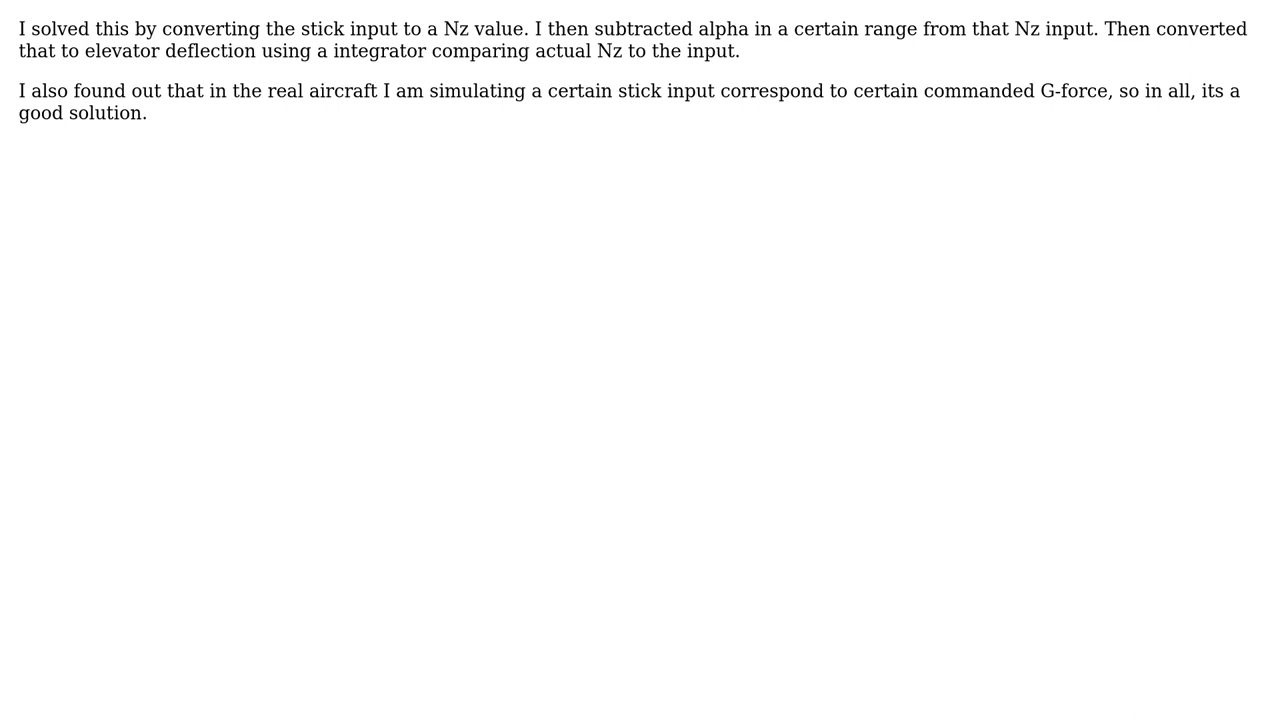 I solved this by converting the stick input to a Nz value. I then subtracted alpha in a certain range from that Nz input. Then converted
that to elevator deflection using a integrator comparing actual Nz to the input.
I also found out that in the real aircraft I am simulating a certain stick input correspond to certain commanded G-force, so in all, its a
good solution.